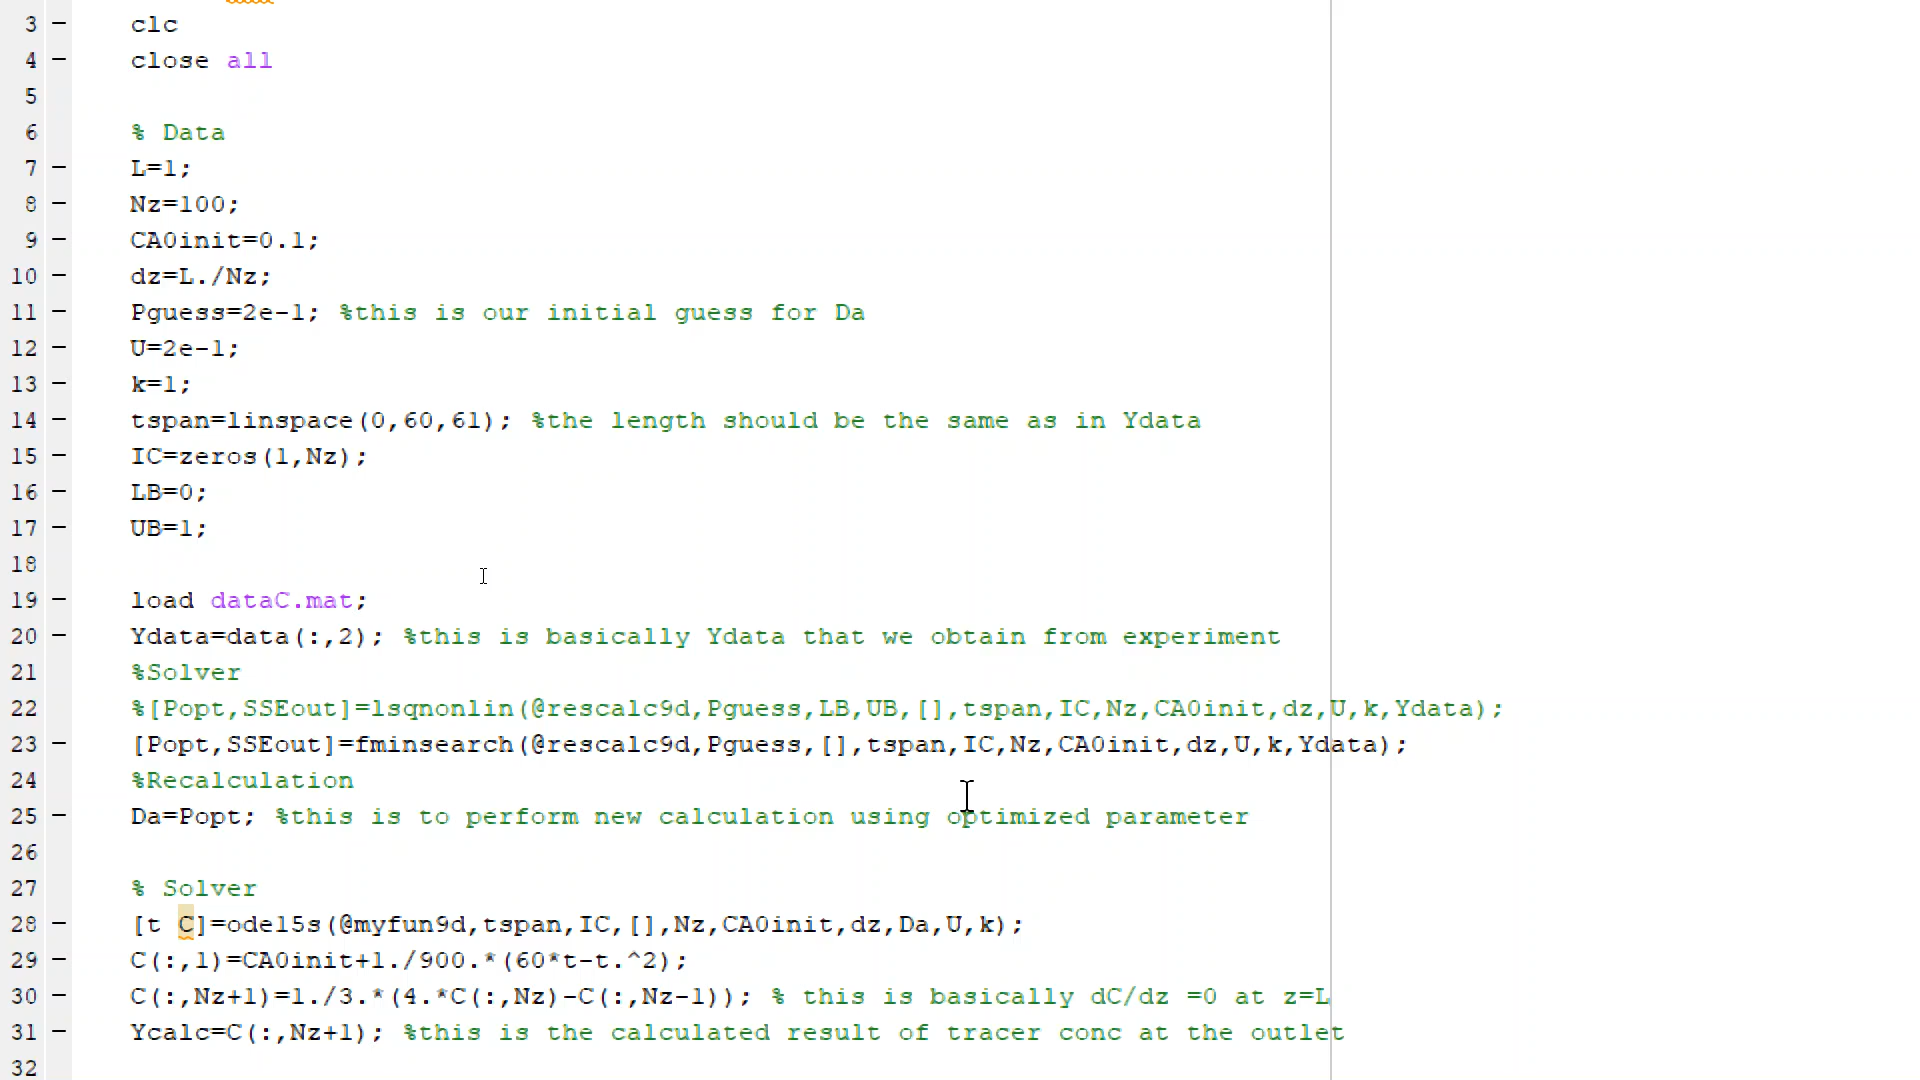 3 - clc
4 - close all
5
6 % Data
7 - L=1;
8 - Nz=100;
9 - CA0init=0.1;
10 - dz=L./Nz;
11 - Pguess=2e-1; %this is our initial guess for Da
12 - U=2e-1;
13 - k=1;
14 - tspan=linspace(0,60,61); %the length should be the same as in Ydata
15 - IC=zeros(1,Nz);
16 - LB=0;
17 - UB=1;
18
19 - load dataC.mat;
20 - Ydata=data(:,2); %this is basically Ydata that we obtain from experiment
21 %Solver
22 %[Popt,SSEout]=lsqnonlin(@rescalc9d,Pguess,LB,UB,[],tspan,IC,Nz,CA0init,dz,U,k,Ydata);
23 - [Popt,SSEout]=fminsearch(@rescalc9d,Pguess,[],tspan,IC,Nz,CA0init,dz,U,k,Ydata);
24 %Recalculation
25 - Da=Popt; %this is to perform new calculation using optimized parameter
26
27 % Solver
28 - [t C]=ode15s(@myfun9d,tspan,IC,[],Nz,CA0init,dz,Da,U,k);
29 - C(:,1)=CA0init+1./900.*(60*t-t.^2);
30 - C(:,Nz+1)=1./3.*(4.*C(:,Nz)-C(:,Nz-1)); % this is basically dC/dz =0 at z=L
31 - Ycalc=C(:,Nz+1); %this is the calculated result of tracer conc at the outlet
32